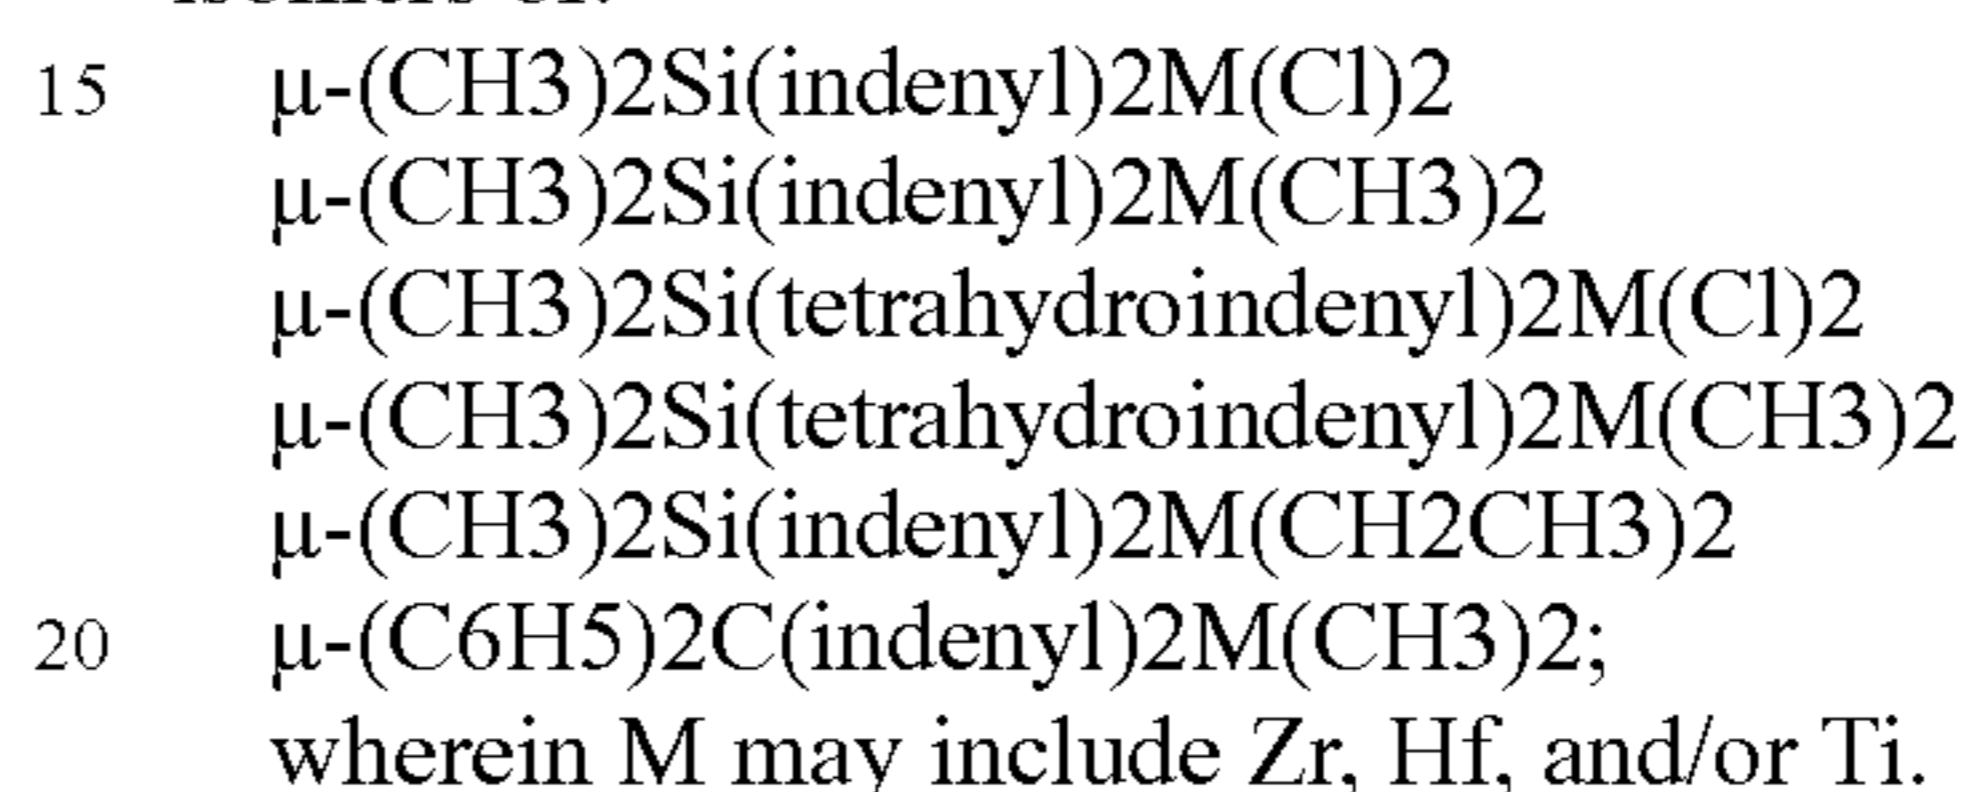 15 μ-(CH3)2Si(indenyl)2M(Cl)2
μ-(CH3)2Si(indenyl)2M(CH3)2
μ-(CH3)2Si(tetrahydroindenyl)2M(Cl)2
μ-(CH3)2Si(tetrahydroindenyl)2M(CH3)2
μ-(CH3)2Si(indenyl)2M(CH2CH3)2
20 μ-(C6H5)2C(indenyl)2M(CH3)2;
wherein M may include Zr, Hf, and/or Ti.